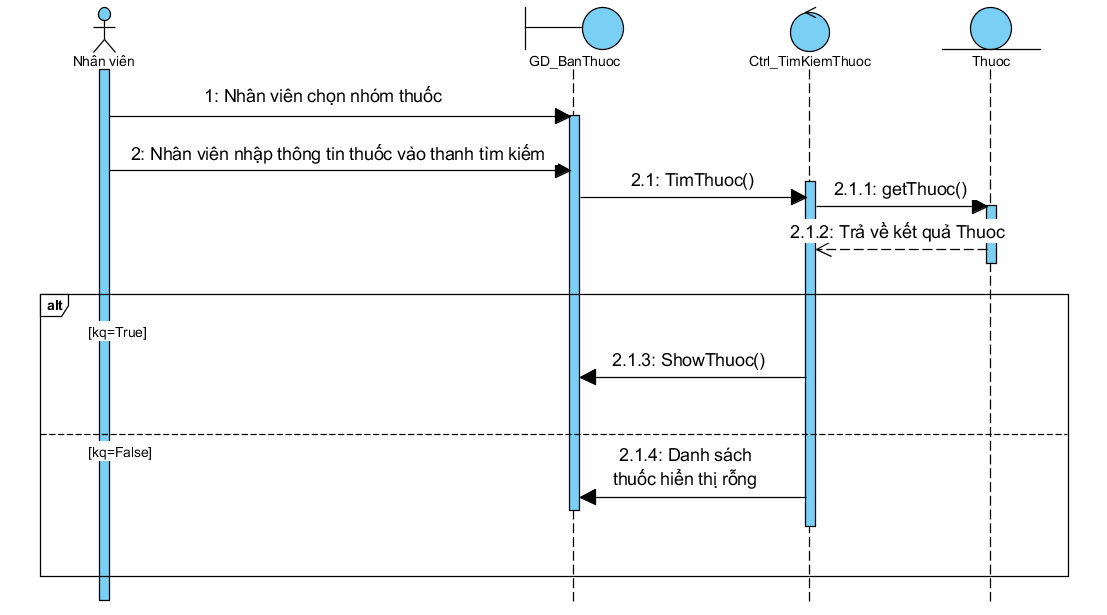 Nhân viên
GD_BanThuoc
Ctrl_TimKiemThuoc
Thuoc
1: Nhân viên chọn nhóm thuốc
2: Nhân viên nhập thông tin thuốc vào thanh tìm kiếm
2.1: TimThuoc()
2.1.1: getThuoc()
2.1.2: Trả về kết quả Thuoc
alt
[kq=True]
2.1.3: ShowThuoc()
[kq=False]
2.1.4: Danh sách
thuốc hiển thị rỗng